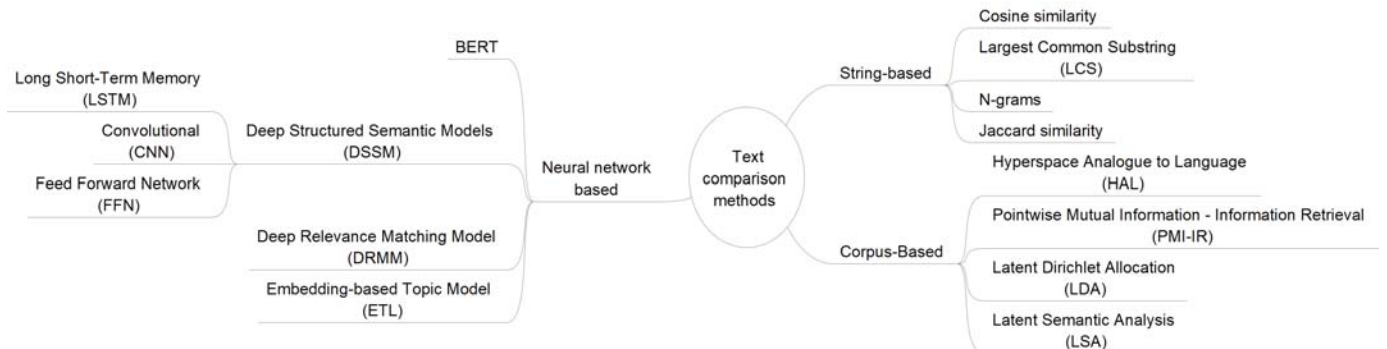 BERT
Long Short-Term Memory
(LSTM)
Convolutional
(CNN)
Feed Forward Network
(FFN)
Deep Structured Semantic Models
(DSSM)
Deep Relevance Matching Model
(DRMM)
Embedding-based Topic Model
(ETL)
Neural network
based
Text
comparison
methods
String-based
Cosine similarity
Largest Common Substring
(LCS)
N-grams
Jaccard similarity
Corpus-Based
Hyperspace Analogue to Language
(HAL)
Pointwise Mutual Information - Information Retrieval
(PMI-IR)
Latent Dirichlet Allocation
(LDA)
Latent Semantic Analysis
(LSA)